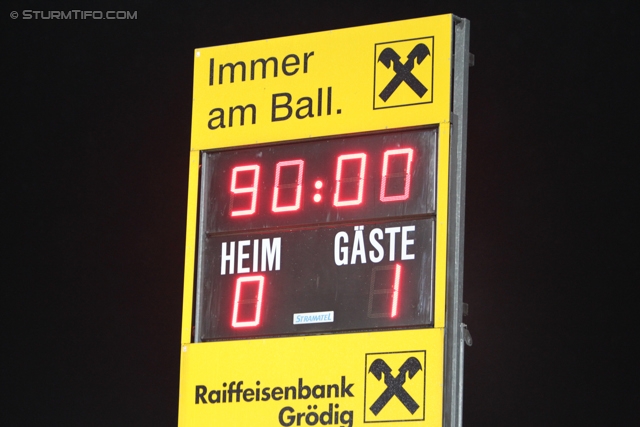 © STURMTIFO.COM
Immer
am Ball.
90:00
HEIM GÄSTE
0 1
STRAMATEL
Raiffeisenbank
Grödig